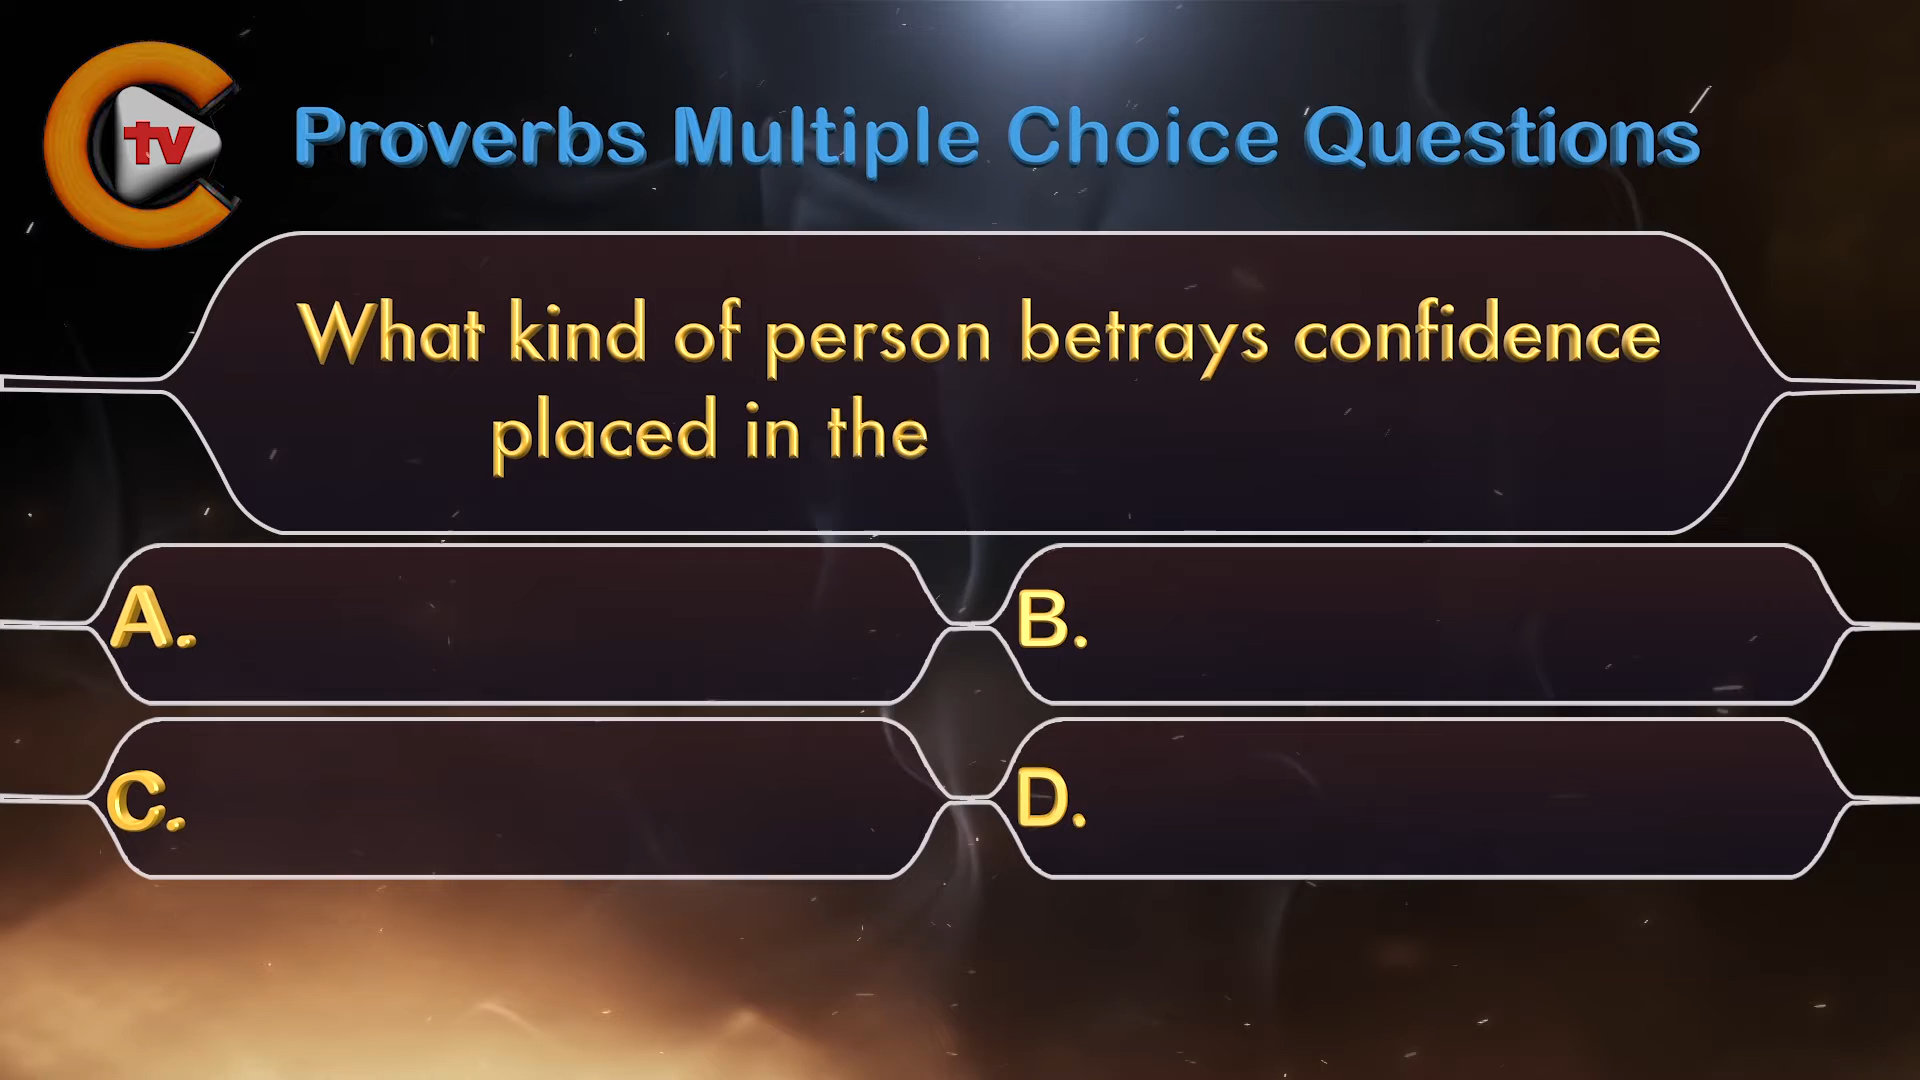 tv
Proverbs Multiple Choice Questions
What kind of person betrays confidence
placed in the
A.
B.
C.
D.